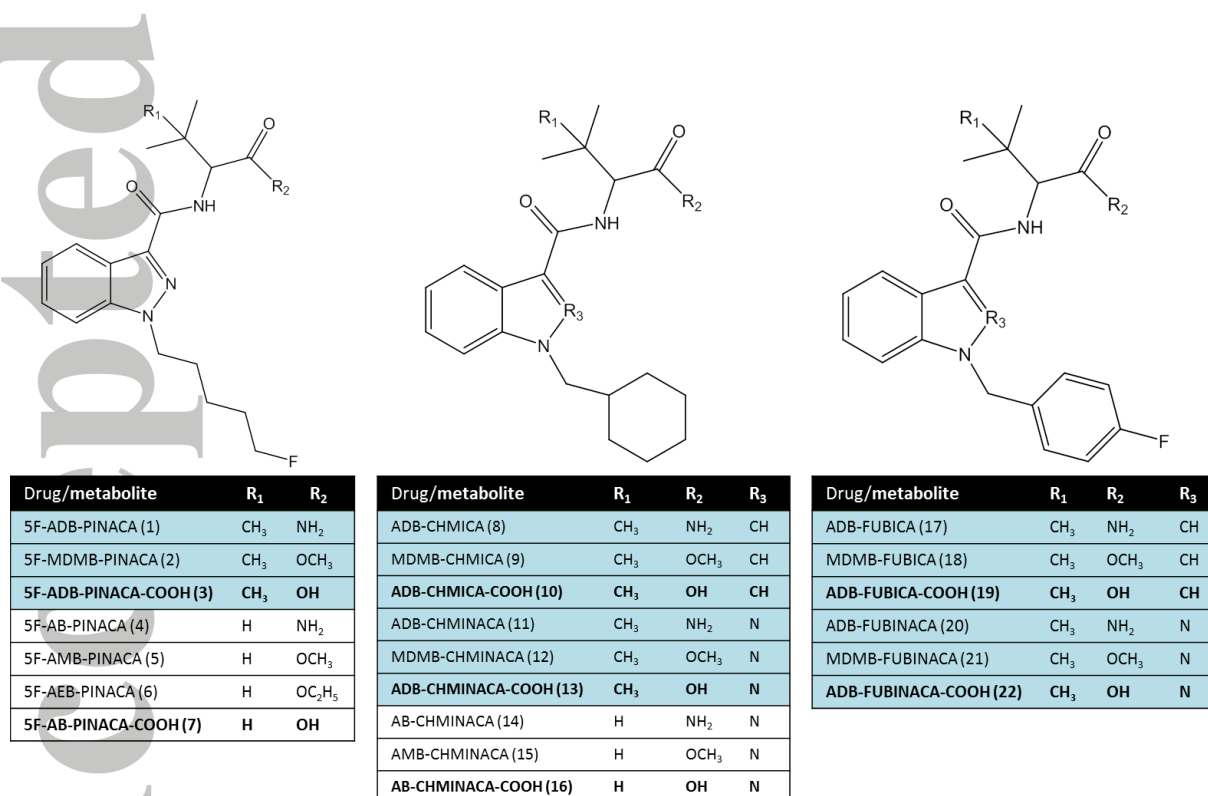 accepted
R₁
O
R₂
O
NH
N
N
F
R₁
O
R₂
O
NH
R₃
N
R₁
O
R₂
O
NH
R₃
N
F
Drug/metabolite R₁ R₂
5F-ADB-PINACA (1) CH₃ NH₂
5F-MDMB-PINACA (2) CH₃ OCH₃
5F-ADB-PINACA-COOH (3) CH₃ OH
5F-AB-PINACA (4) H NH₂
5F-AMB-PINACA (5) H OCH₃
5F-AEB-PINACA (6) H OC₂H₅
5F-AB-PINACA-COOH (7) H OH
Drug/metabolite R₁ R₂ R₃
ADB-CHMICA (8) CH₃ NH₂ CH
MDMB-CHMICA (9) CH₃ OCH₃ CH
ADB-CHMICA-COOH (10) CH₃ OH CH
ADB-CHMINACA (11) CH₃ NH₂ N
MDMB-CHMINACA (12) CH₃ OCH₃ N
ADB-CHMINACA-COOH (13) CH₃ OH N
AB-CHMINACA (14) H NH₂ N
AMB-CHMINACA (15) H OCH₃ N
AB-CHMINACA-COOH (16) H OH N
Drug/metabolite R₁ R₂ R₃
ADB-FUBICA (17) CH₃ NH₂ CH
MDMB-FUBICA (18) CH₃ OCH₃ CH
ADB-FUBICA-COOH (19) CH₃ OH CH
ADB-FUBINACA (20) CH₃ NH₂ N
MDMB-FUBINACA (21) CH₃ OCH₃ N
ADB-FUBINACA-COOH (22) CH₃ OH N